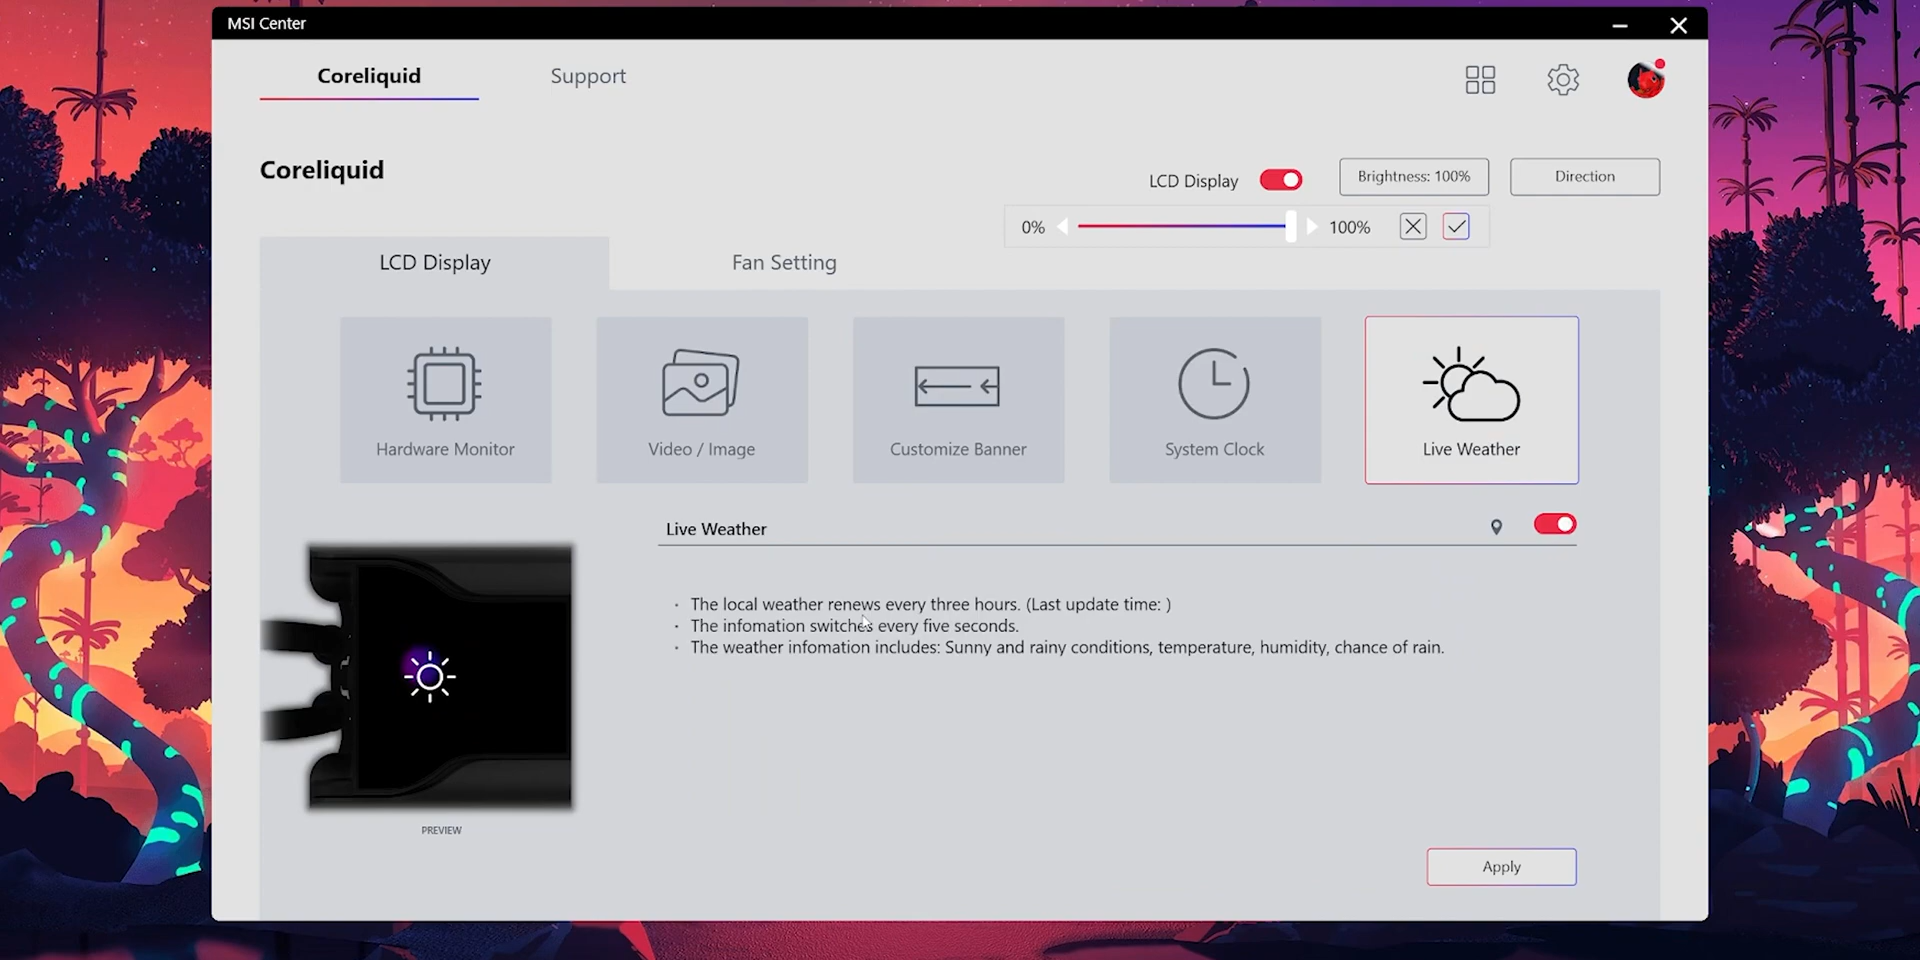 MSI Center
Coreliquid
Support
Coreliquid
LCD Display
Brightness: 100%
Direction
0%
100%
LCD Display
Fan Setting
Hardware Monitor
Video / Image
Customize Banner
System Clock
Live Weather
Live Weather
· The local weather renews every three hours. (Last update time: )
· The infomation switches every five seconds.
· The weather infomation includes: Sunny and rainy conditions, temperature, humidity, chance of rain.
PREVIEW
Apply